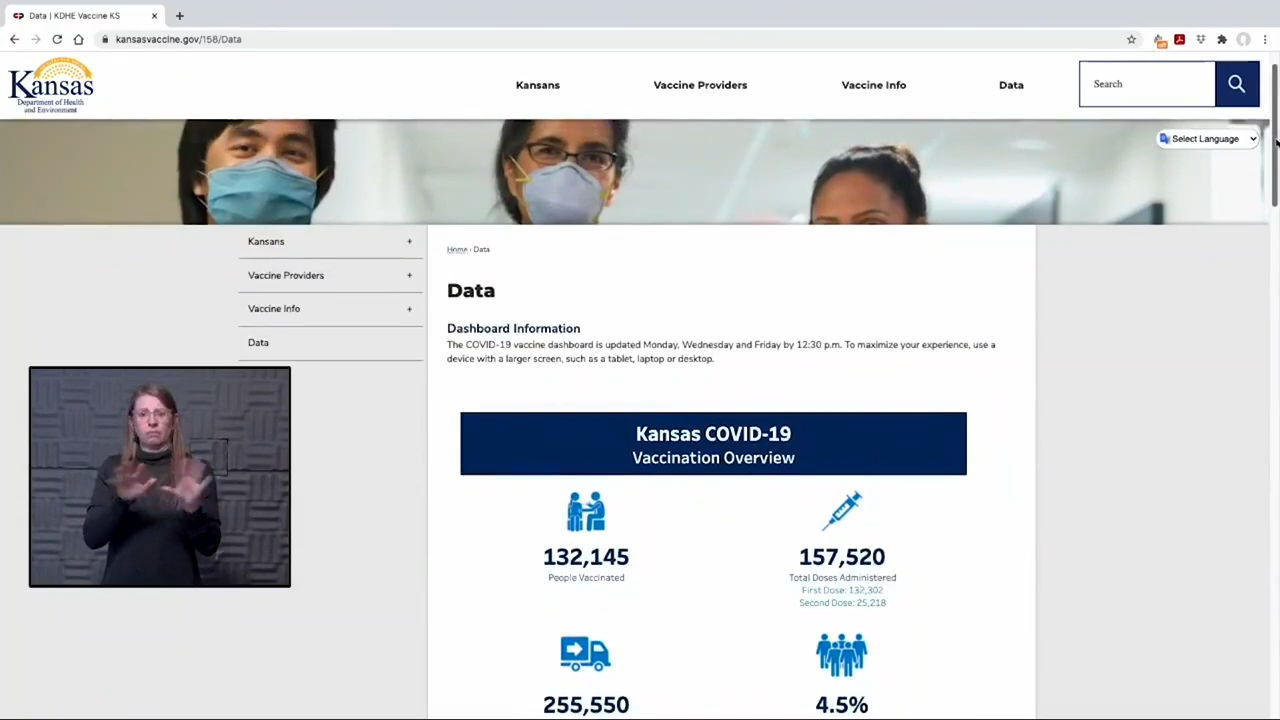 Data | KDHE Vaccine KS
kansasvaccine.gov/158/Data
Kansas
Department of Health
and Environment
Kansans
Vaccine Providers
Vaccine Info
Data
Search
Select Language
Kansans +
Vaccine Providers +
Vaccine Info +
Data
Home › Data
Data
Dashboard Information
The COVID-19 vaccine dashboard is updated Monday, Wednesday and Friday by 12:30 p.m. To maximize your experience, use a
device with a larger screen, such as a tablet, laptop or desktop.
Kansas COVID-19
Vaccination Overview
132,145
People Vaccinated
157,520
Total Doses Administered
First Dose: 132,302
Second Dose: 25,218
255,550
4.5%